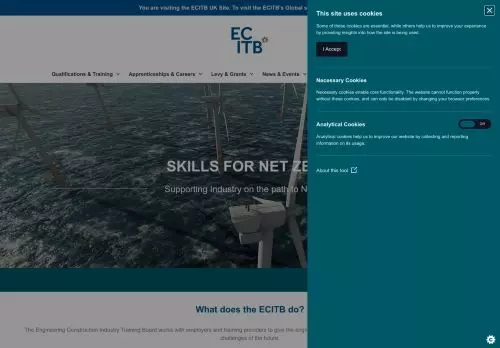 You are visiting the ECITB UK Site. To visit the ECITB's Global s
EC
ITB
Qualifications & Training
Apprenticeships & Careers
Levy & Grants
News & Events
SKILLS FOR NET ZE
Supporting Industry on the path to N
What does the ECITB do?
The Engineering Construction Industry Training Board works with employers and training providers to give the eng
challenges of the future
This site uses cookies
Some of these cookies are essential, while others help us to improve your experience
by providing insights into how the site is being used.
I Accept
Necessary Cookies
Necessary cookies enable core functionality. The website cannot function properly
without these cookies, and can only be disabled by changing your browser preferences.
Analytical Cookies
Off
Analytical cookies help us to improve our website by collecting and reporting
information on its usage.
About this tool